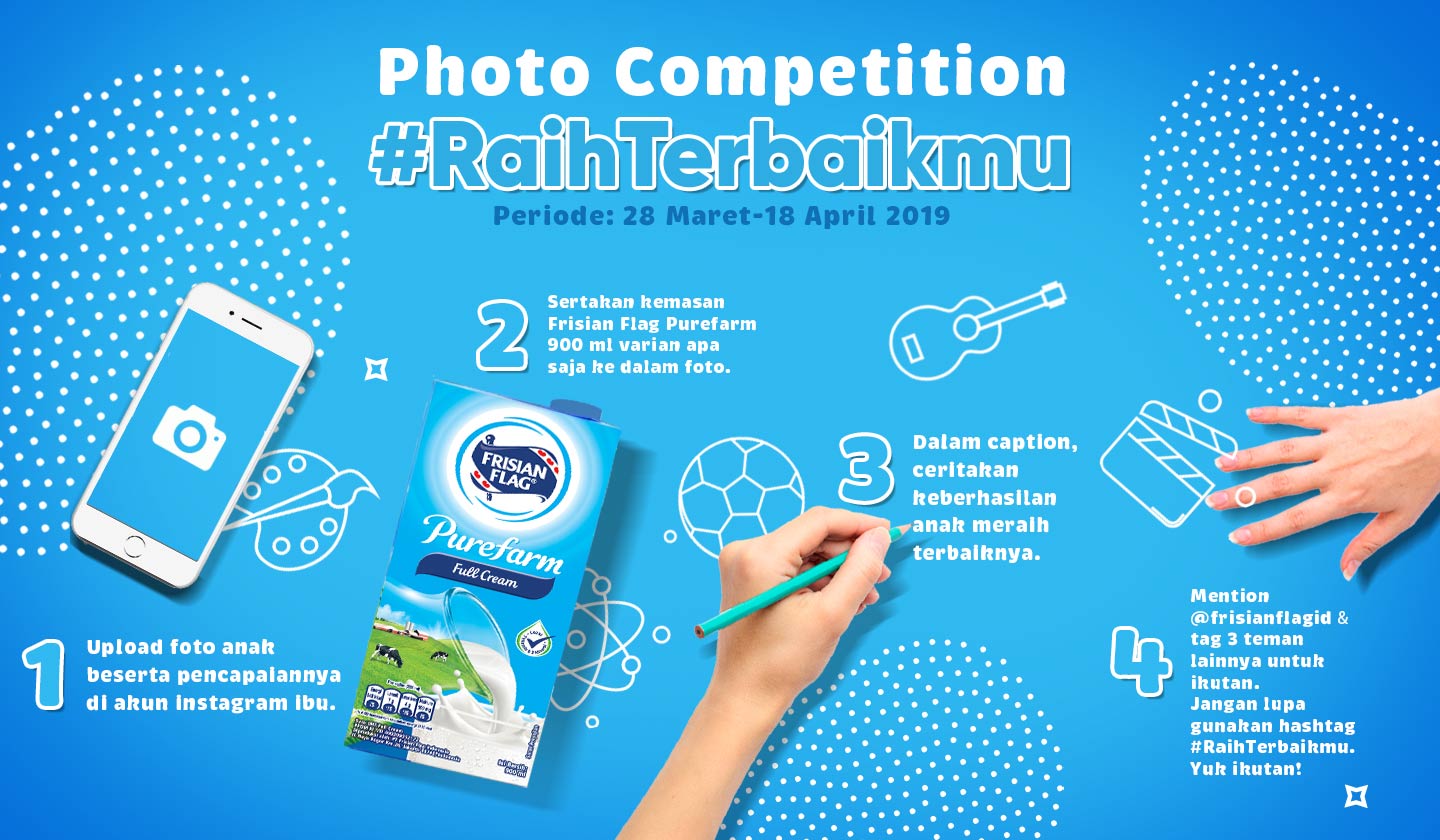 Photo Competition
#RaihTerbaikmu
Periode: 28 Maret-18 April 2019
1
Upload foto anak
beserta pencapaiannya
di akun instagram ibu.
2
Sertakan kemasan
Frisian Flag Purefarm
900 ml varian apa
saja ke dalam foto.
FRISIAN
FLAG®
Purefarm
Full Cream
900 ml
3
Dalam caption,
ceritakan
keberhasilan
anak meraih
terbaiknya.
4
Mention
@frisianflagid &
tag 3 teman
lainnya untuk
ikutan.
Jangan lupa
gunakan hashtag
#RaihTerbaikmu.
Yuk ikutan!